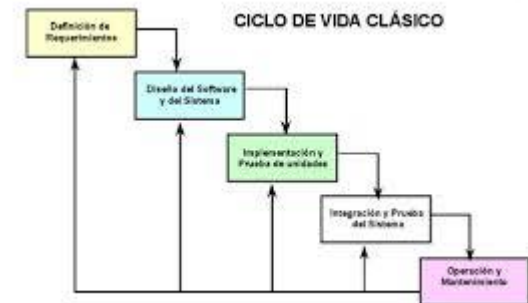 CICLO DE VIDA CLÁSICO
Definición de
Requerimientos
Diseño del Software
y del Sistema
Implementación y
Prueba de unidades
Integración y Prueba
del Sistema
Operación y
Mantenimiento